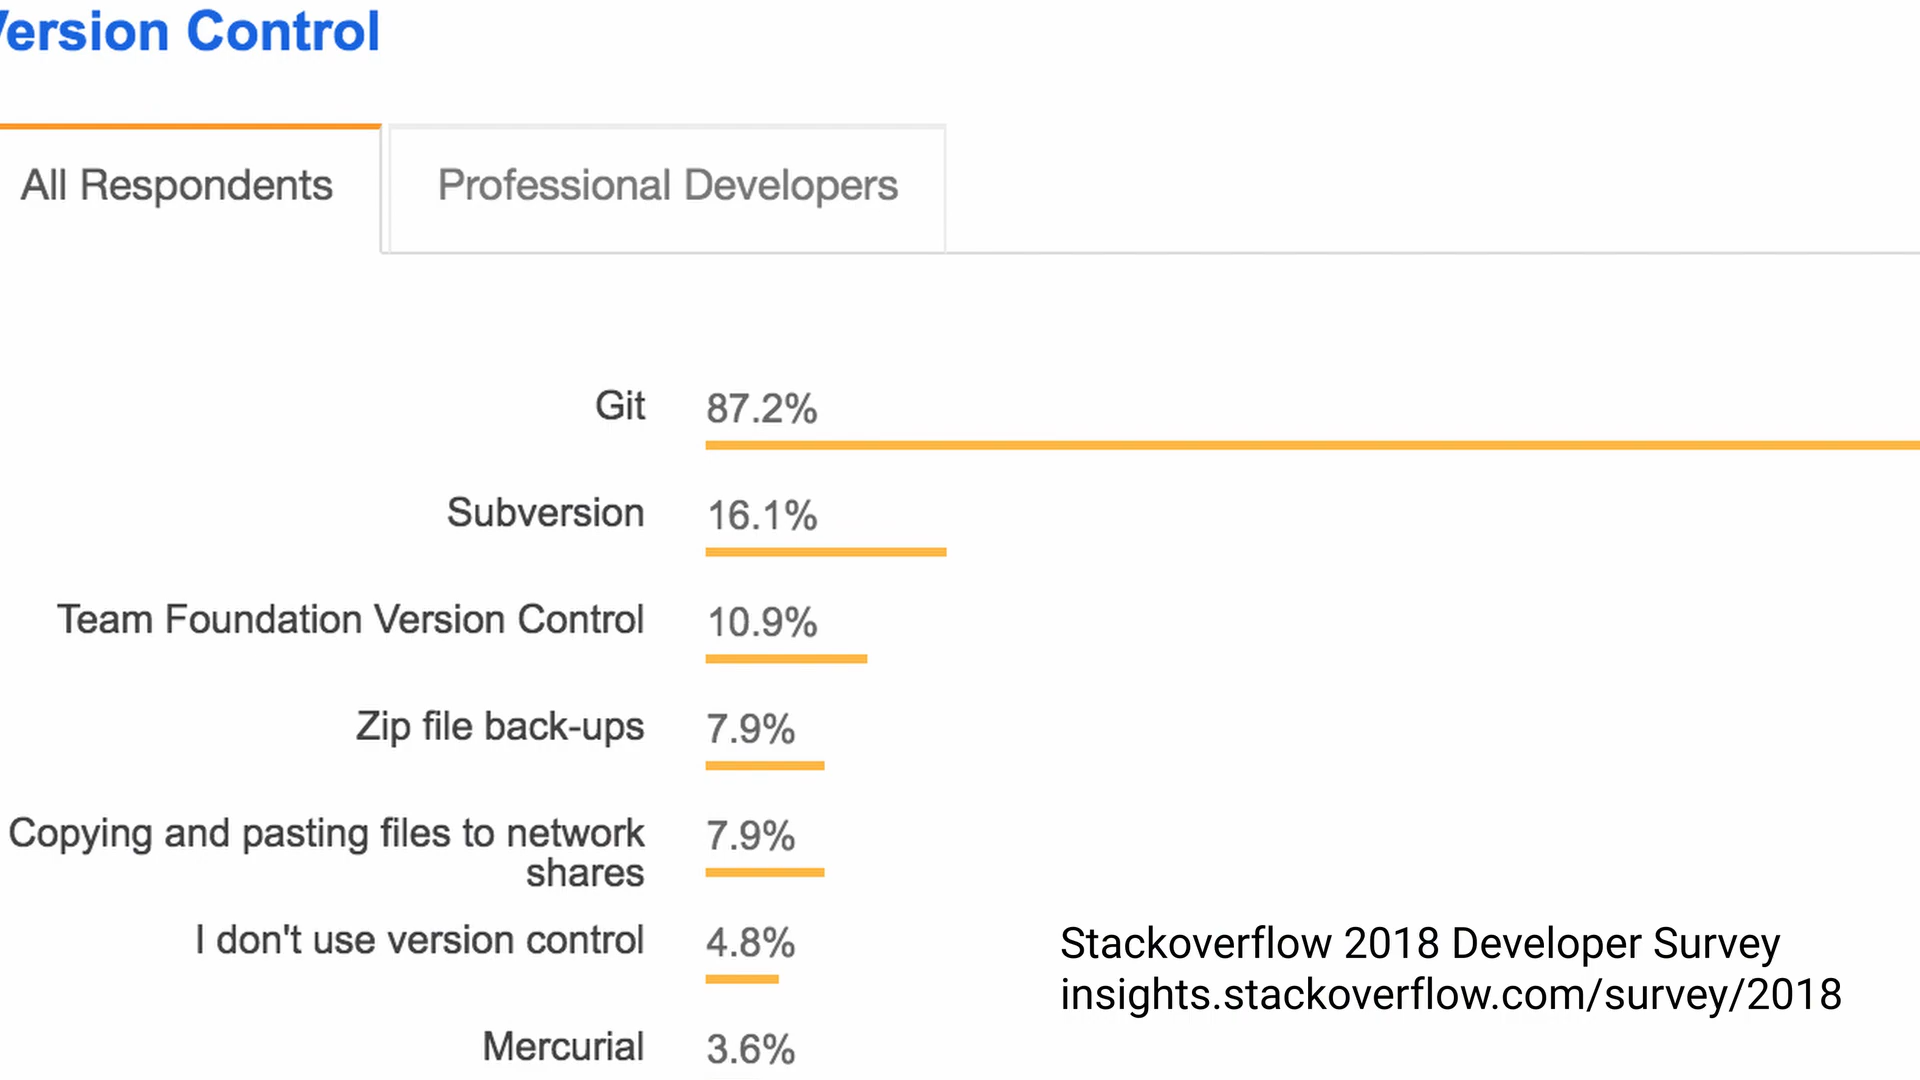 Version Control
All Respondents
Professional Developers
Git 87.2%
Subversion 16.1%
Team Foundation Version Control 10.9%
Zip file back-ups 7.9%
Copying and pasting files to network 7.9%
shares
I don't use version control 4.8%
Mercurial 3.6%
Stackoverflow 2018 Developer Survey
insights.stackoverflow.com/survey/2018